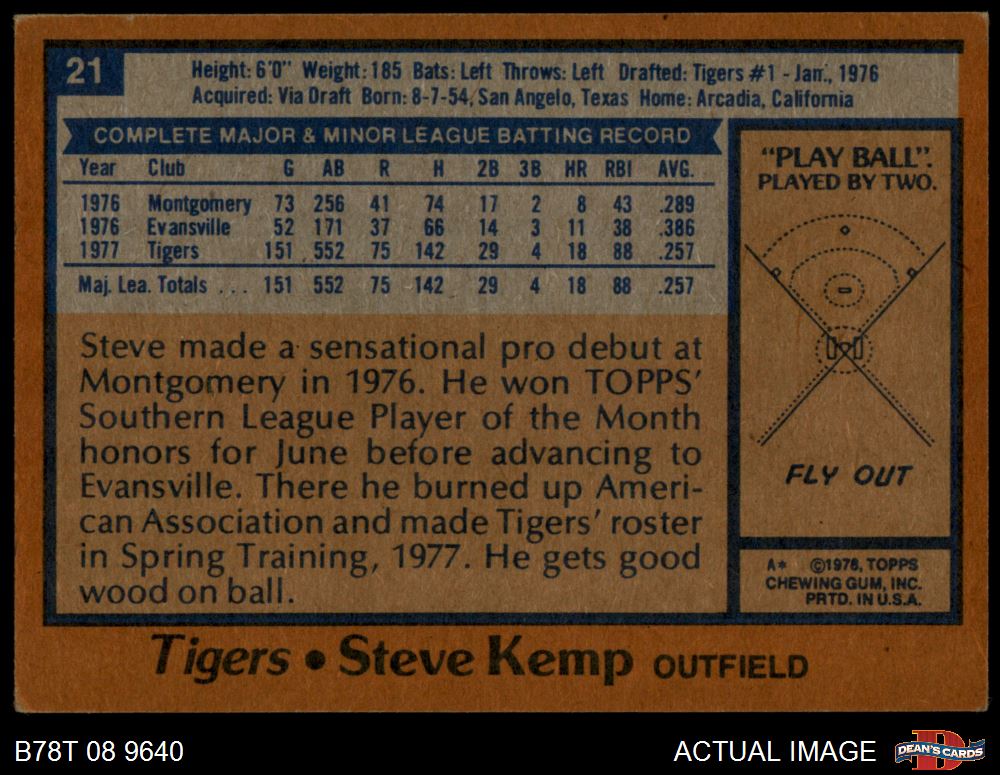 21
Height: 6'0" Weight: 185 Bats: Left Throws: Left Drafted: Tigers #1 - Jan., 1976
Acquired: Via Draft Born: 8-7-54, San Angelo, Texas Home: Arcadia, California
COMPLETE MAJOR & MINOR LEAGUE BATTING RECORD
Year Club G AB R H 2B 3B HR RBI AVG.
1976 Montgomery 73 256 41 74 17 2 8 43 .289
1976 Evansville 52 171 37 66 14 3 11 38 .386
1977 Tigers 151 552 75 142 29 4 18 88 .257
Maj. Lea. Totals . . . 151 552 75 142 29 4 18 88 .257
Steve made a sensational pro debut at
Montgomery in 1976. He won TOPPS'
Southern League Player of the Month
honors for June before advancing to
Evansville. There he burned up Ameri-
can Association and made Tigers' roster
in Spring Training, 1977. He gets good
wood on ball.
"PLAY BALL".
PLAYED BY TWO.
FLY OUT
A* ©1978, TOPPS
CHEWING GUM, INC.
PRTD. IN U.S.A.
Tigers • Steve Kemp OUTFIELD
B78T 08 9640
ACTUAL IMAGE
D
DEAN'S CARDS